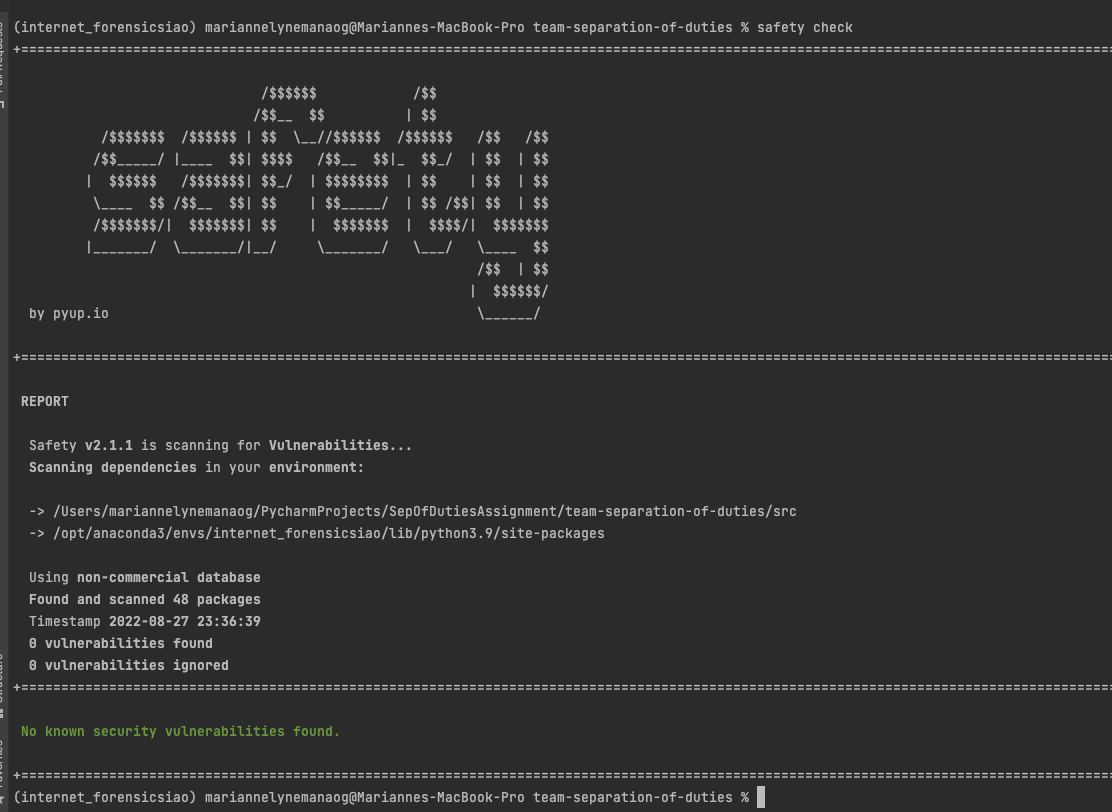 (internet_forensicsiao) mariannelynemanaog@Mariannes-MacBook-Pro team-separation-of-duties % safety check
+==========================================================================================================================================
                               /$$$$$$            /$$
                              /$$__  $$          | $$
           /$$$$$$$  /$$$$$$ | $$  \__//$$$$$$  /$$$$$$   /$$   /$$
          /$$_____/ |____  $$| $$$$   /$$__  $$|_  $$_/  | $$  | $$
         |  $$$$$$   /$$$$$$$| $$_/  | $$$$$$$$  | $$    | $$  | $$
          \____  $$ /$$__  $$| $$    | $$_____/  | $$ /$$| $$  | $$
          /$$$$$$$/|  $$$$$$$| $$    |  $$$$$$$  |  $$$$/|  $$$$$$$
         |_______/  \_______/|__/     \_______/   \___/   \____  $$
                                                          /$$  | $$
                                                         |  $$$$$$/
  by pyup.io                                              \______/
+==========================================================================================================================================
REPORT
Safety v2.1.1 is scanning for Vulnerabilities...
Scanning dependencies in your environment:
-> /Users/mariannelynemanaog/PycharmProjects/SepOfDutiesAssignment/team-separation-of-duties/src
-> /opt/anaconda3/envs/internet_forensicsiao/lib/python3.9/site-packages
Using non-commercial database
Found and scanned 48 packages
Timestamp 2022-08-27 23:36:39
0 vulnerabilities found
0 vulnerabilities ignored
+==========================================================================================================================================
No known security vulnerabilities found.
+==========================================================================================================================================
(internet_forensicsiao) mariannelynemanaog@Mariannes-MacBook-Pro team-separation-of-duties %